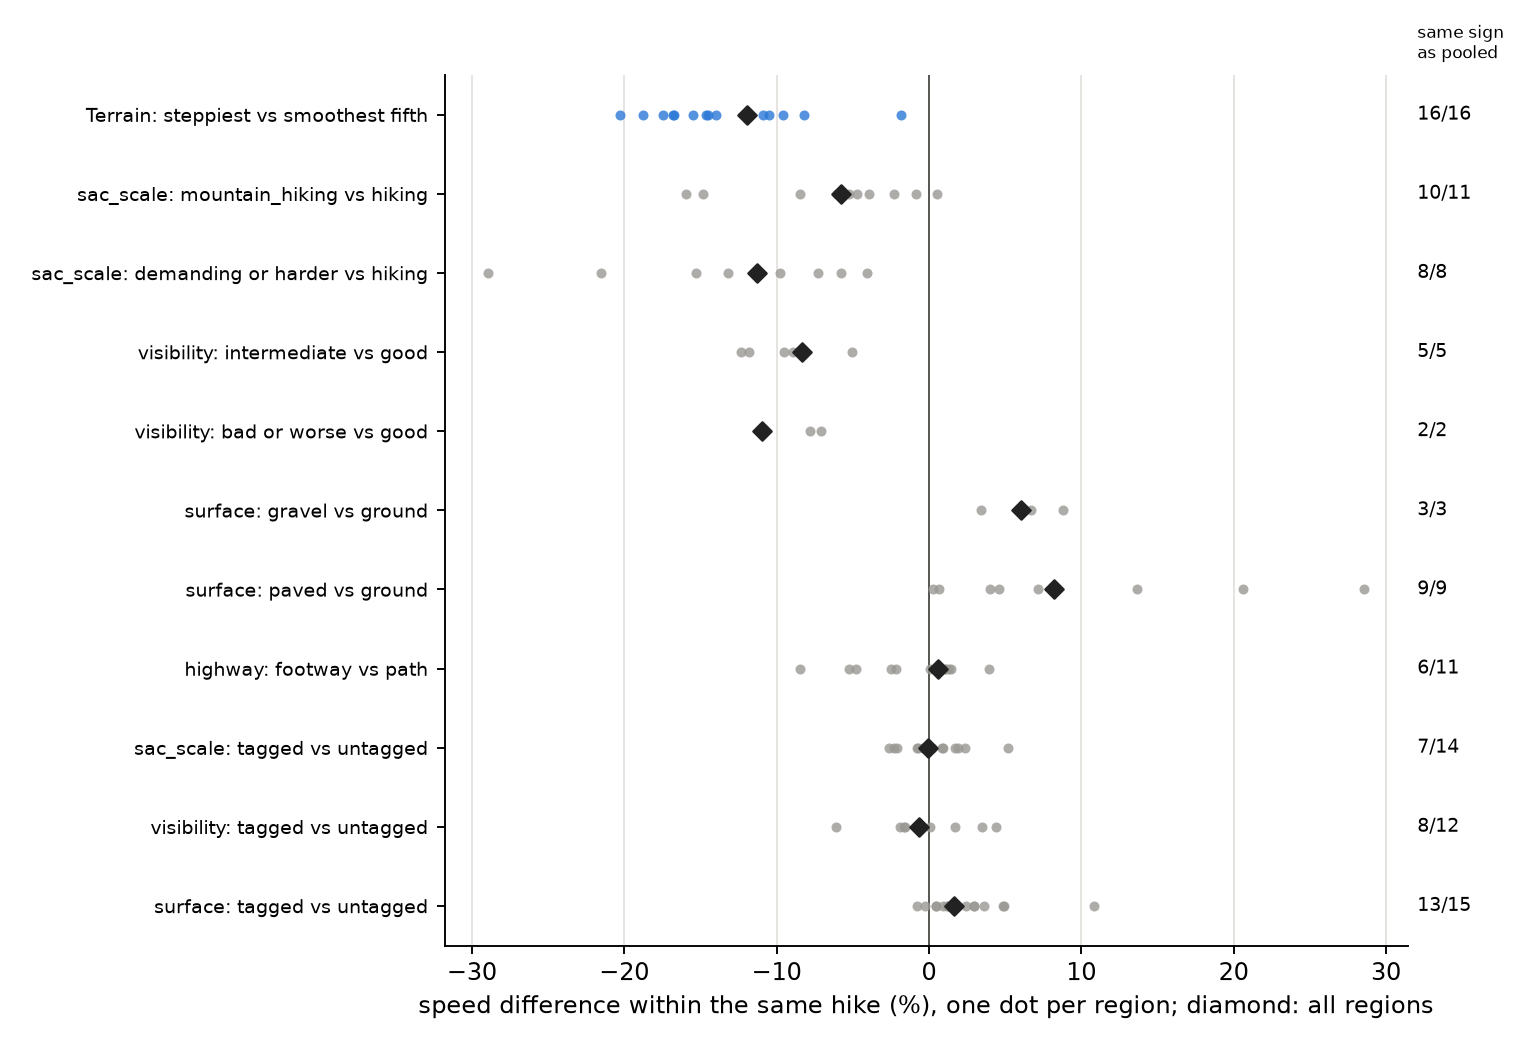 same sign
as pooled
Terrain: steppiest vs smoothest fifth 16/16
sac_scale: mountain_hiking vs hiking 10/11
sac_scale: demanding or harder vs hiking 8/8
visibility: intermediate vs good 5/5
visibility: bad or worse vs good 2/2
surface: gravel vs ground 3/3
surface: paved vs ground 9/9
highway: footway vs path 6/11
sac_scale: tagged vs untagged 7/14
visibility: tagged vs untagged 8/12
surface: tagged vs untagged 13/15
−30 −20 −10 0 10 20 30
speed difference within the same hike (%), one dot per region; diamond: all regions